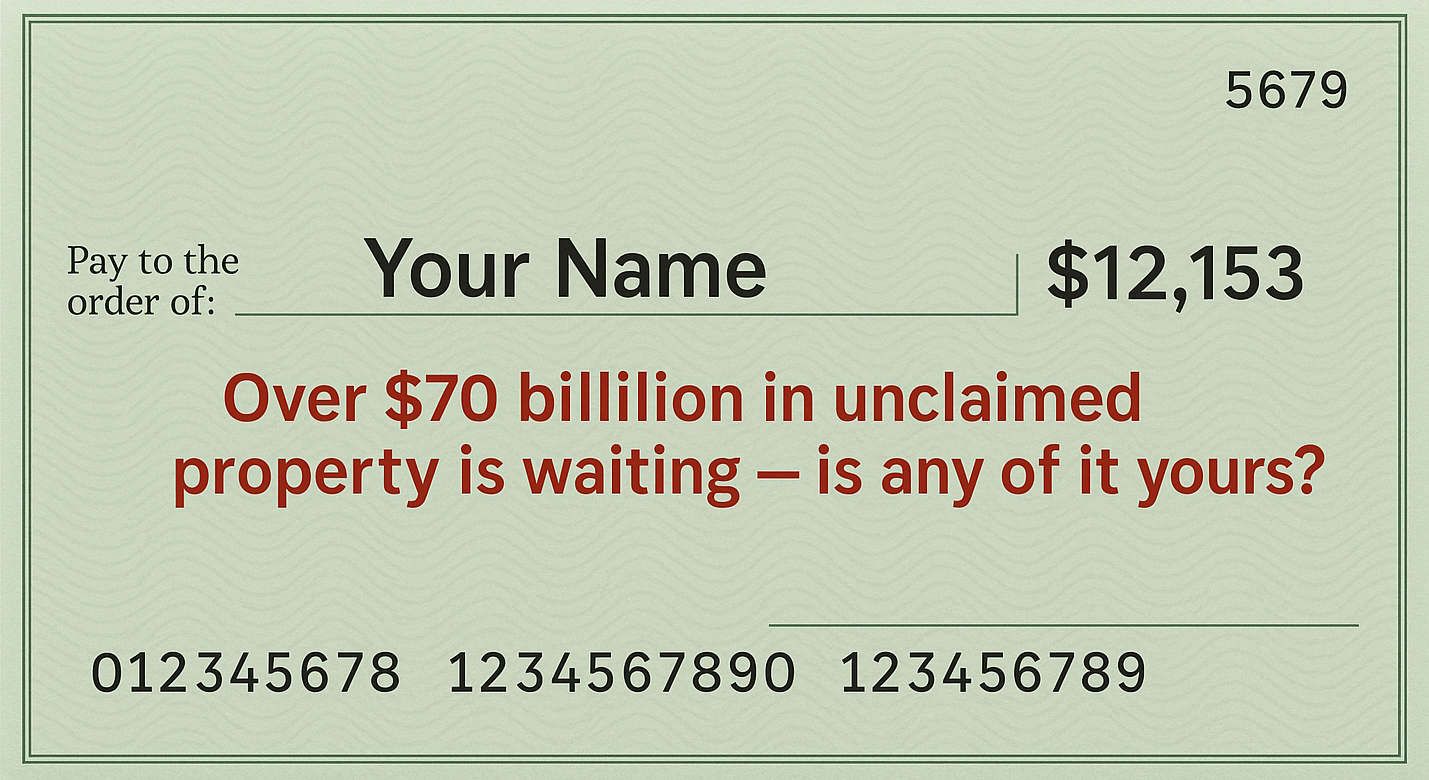 5679
Pay to the
order of:
Your Name
$12,153
Over $70 billilion in unclaimed
property is waiting – is any of it yours?
012345678 1234567890 123456789